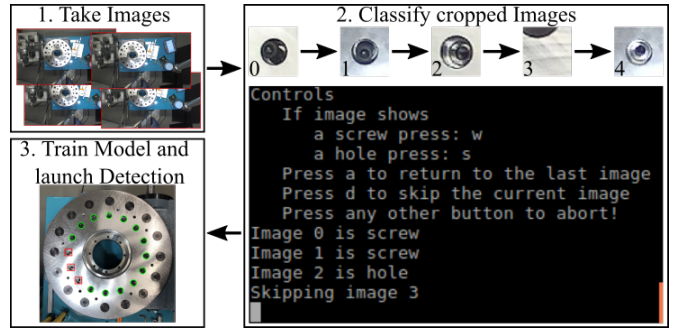 1. Take Images
2. Classify cropped Images
0
1
2
3
4
Controls
If image shows
a screw press: w
a hole press: s
Press a to return to the last image
Press d to skip the current image
Press any other button to abort!
Image 0 is screw
Image 1 is screw
Image 2 is hole
Skipping image 3
3. Train Model and
launch Detection